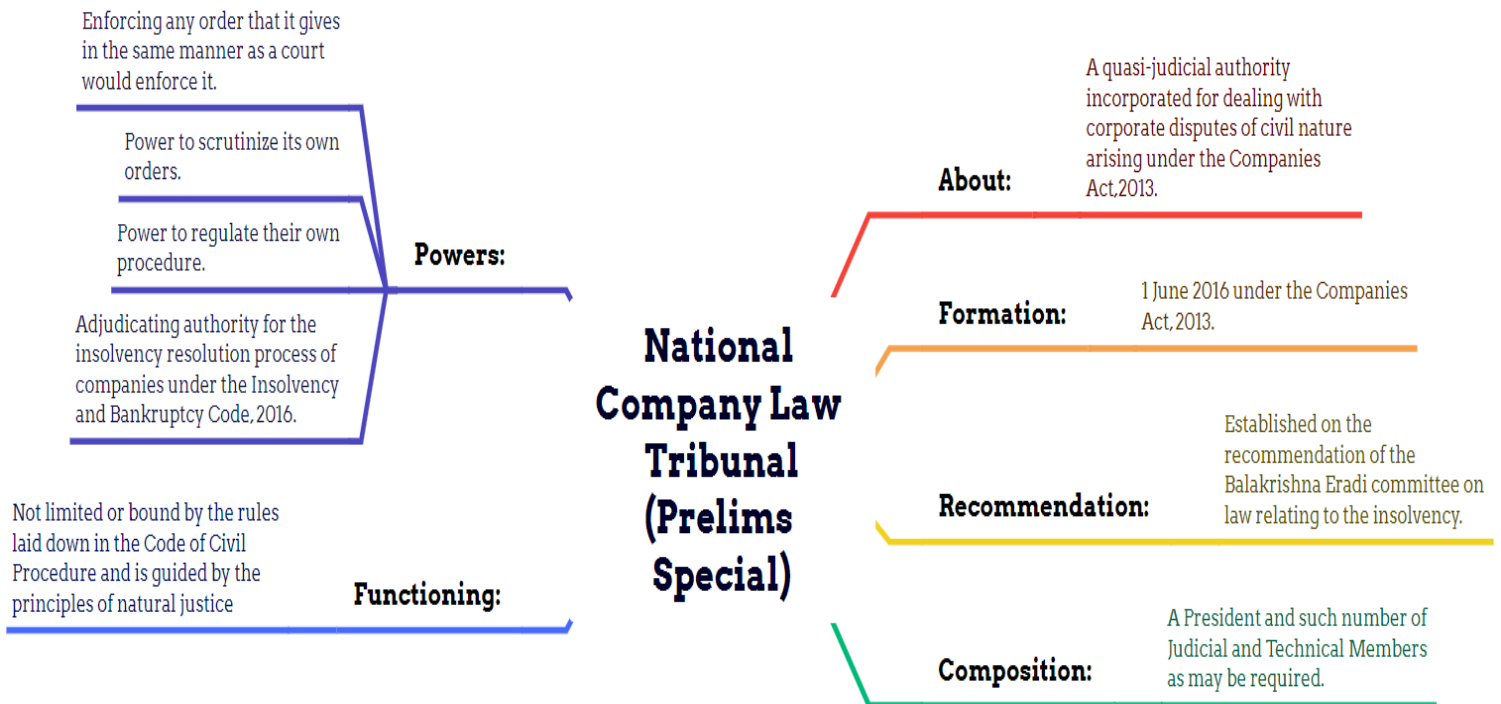 National
Company Law
Tribunal
(Prelims
Special)
About:
A quasi-judicial authority
incorporated for dealing with
corporate disputes of civil nature
arising under the Companies
Act,2013.
Formation:
1 June 2016 under the Companies
Act,2013.
Recommendation:
Established on the
recommendation of the
Balakrishna Eradi committee on
law relating to the insolvency.
Composition:
A President and such number of
Judicial and Technical Members
as may be required.
Powers:
Enforcing any order that it gives
in the same manner as a court
would enforce it.
Power to scrutinize its own
orders.
Power to regulate their own
procedure.
Adjudicating authority for the
insolvency resolution process of
companies under the Insolvency
and Bankruptcy Code,2016.
Functioning:
Not limited or bound by the rules
laid down in the Code of Civil
Procedure and is guided by the
principles of natural justice